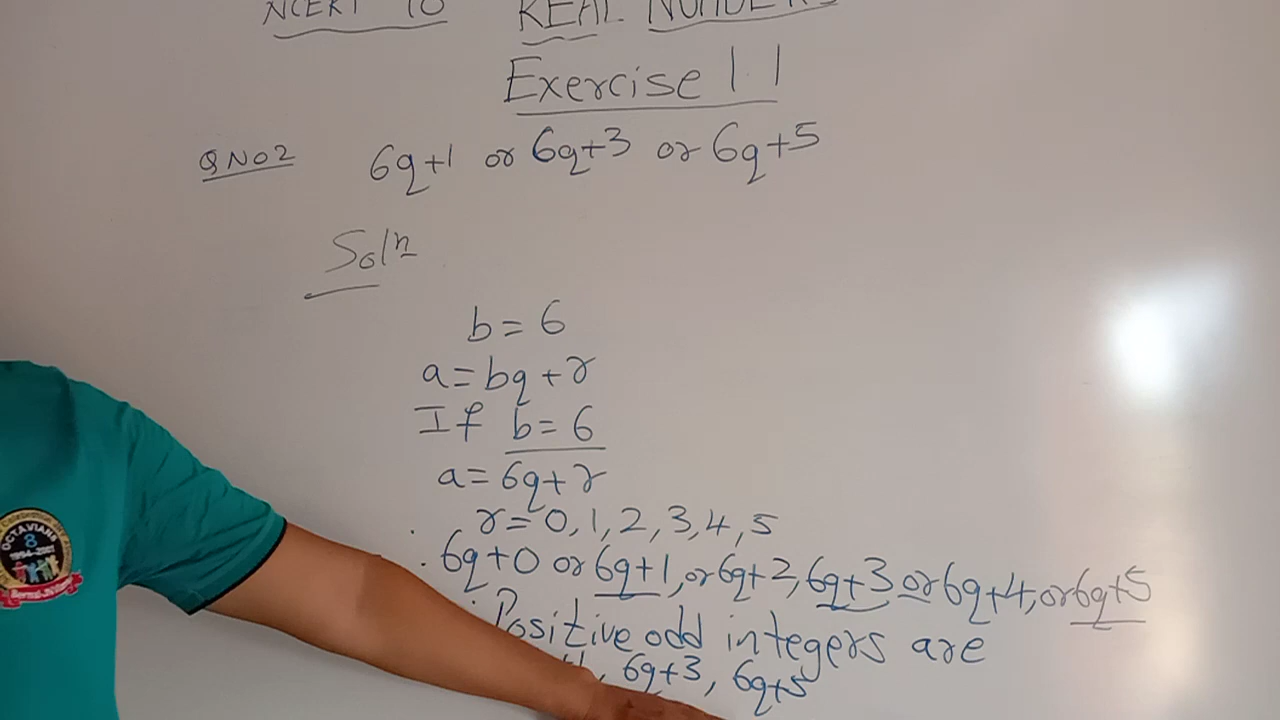 NCERT 10 REAL NUMBERS
Exercise 1.1
QNO2 6q+1 or 6q+3 or 6q+5
Soln
b = 6
a = bq + r
If b = 6
a = 6q + r
r = 0, 1, 2, 3, 4, 5
6q+0 or 6q+1, or 6q+2, 6q+3 or 6q+4, or 6q+5
Positive odd integers are
6q+3, 6q+5
OCTAVIANS
8